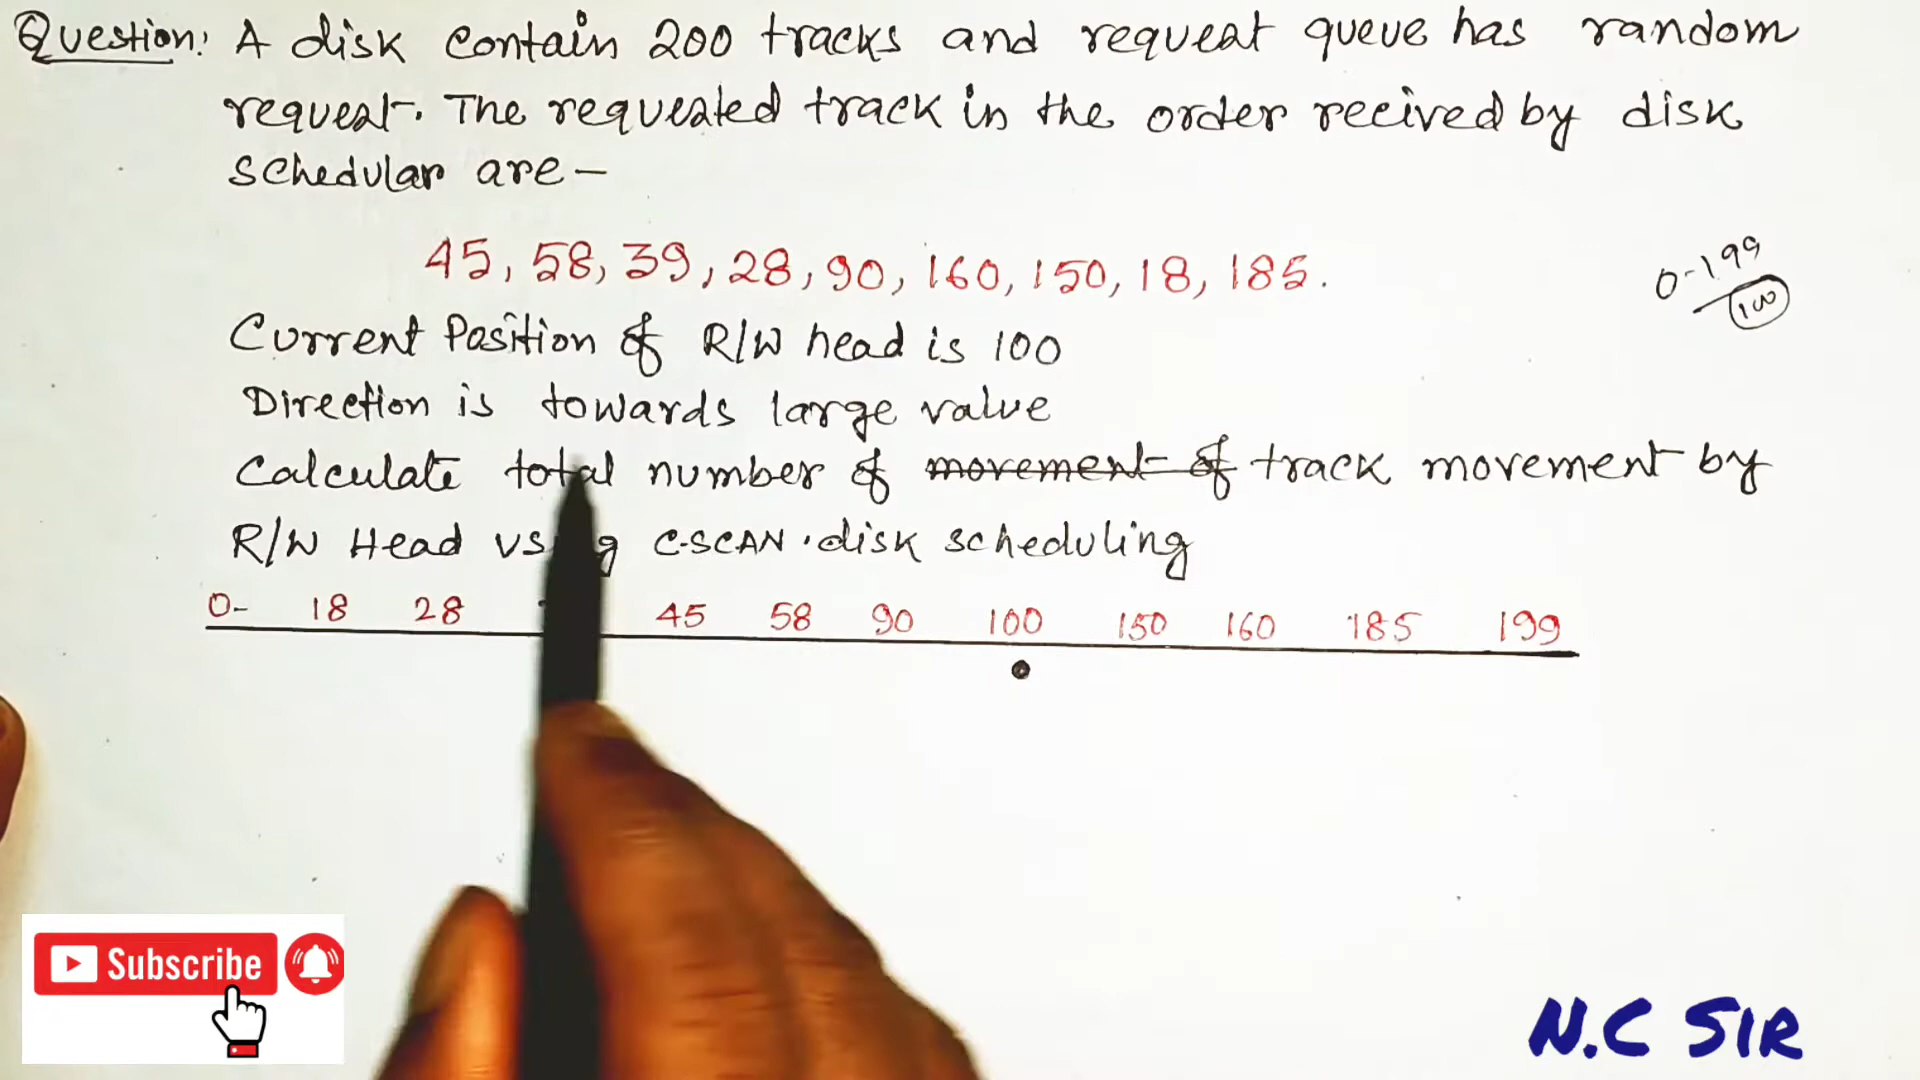 Question: A disk contain 200 tracks and request queue has random
request. The requested track in the order recived by disk
schedular are -
45, 58, 39, 28, 90, 160, 150, 18, 185.
0-199
100
Current Position of R/W head is 100
Direction is towards large value
Calculate total number of movement of track movement by
R/W Head C-SCAN disk scheduling
0- 18 28 45 58 90 100 150 160 185 199
Subscribe
N.C SIR